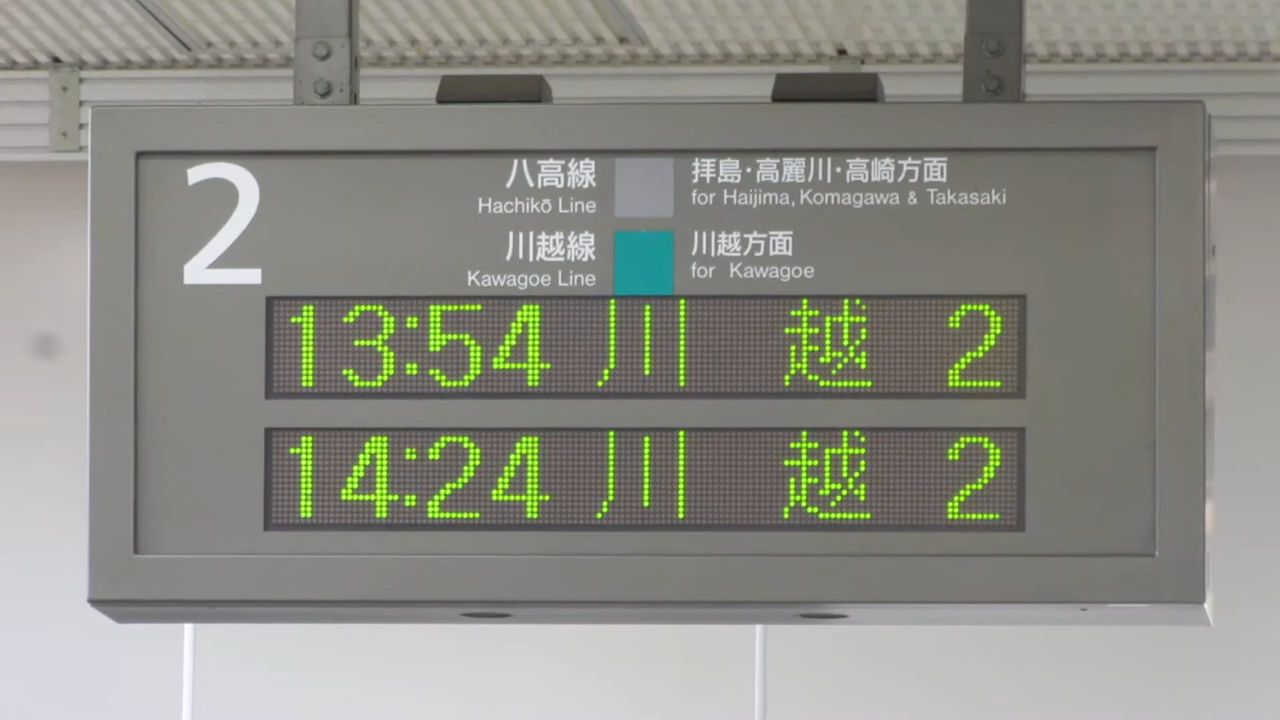 2
八高線 拝島・高麗川・高崎方面
Hachikō Line for Haijima, Komagawa & Takasaki
川越線 川越方面
Kawagoe Line for Kawagoe
13:54 川 越 2
14:24 川 越 2